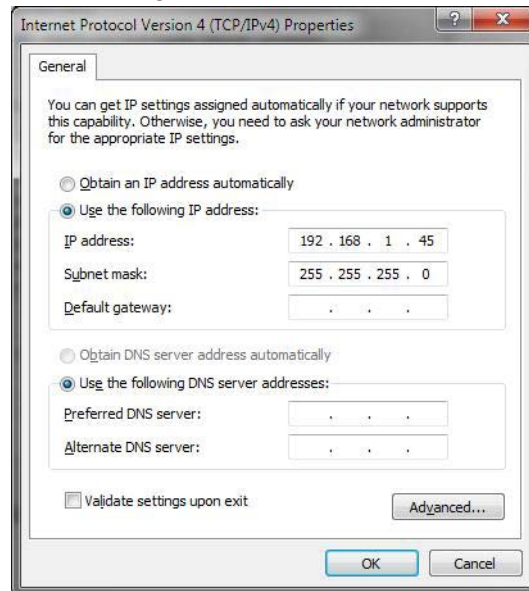 Internet Protocol Version 4 (TCP/IPv4) Properties
General
You can get IP settings assigned automatically if your network supports
this capability. Otherwise, you need to ask your network administrator
for the appropriate IP settings.
Obtain an IP address automatically
Use the following IP address:
IP address: 192 . 168 . 1 . 45
Subnet mask: 255 . 255 . 255 . 0
Default gateway: . . .
Obtain DNS server address automatically
Use the following DNS server addresses:
Preferred DNS server: . . .
Alternate DNS server: . . .
Validate settings upon exit
Advanced...
OK Cancel